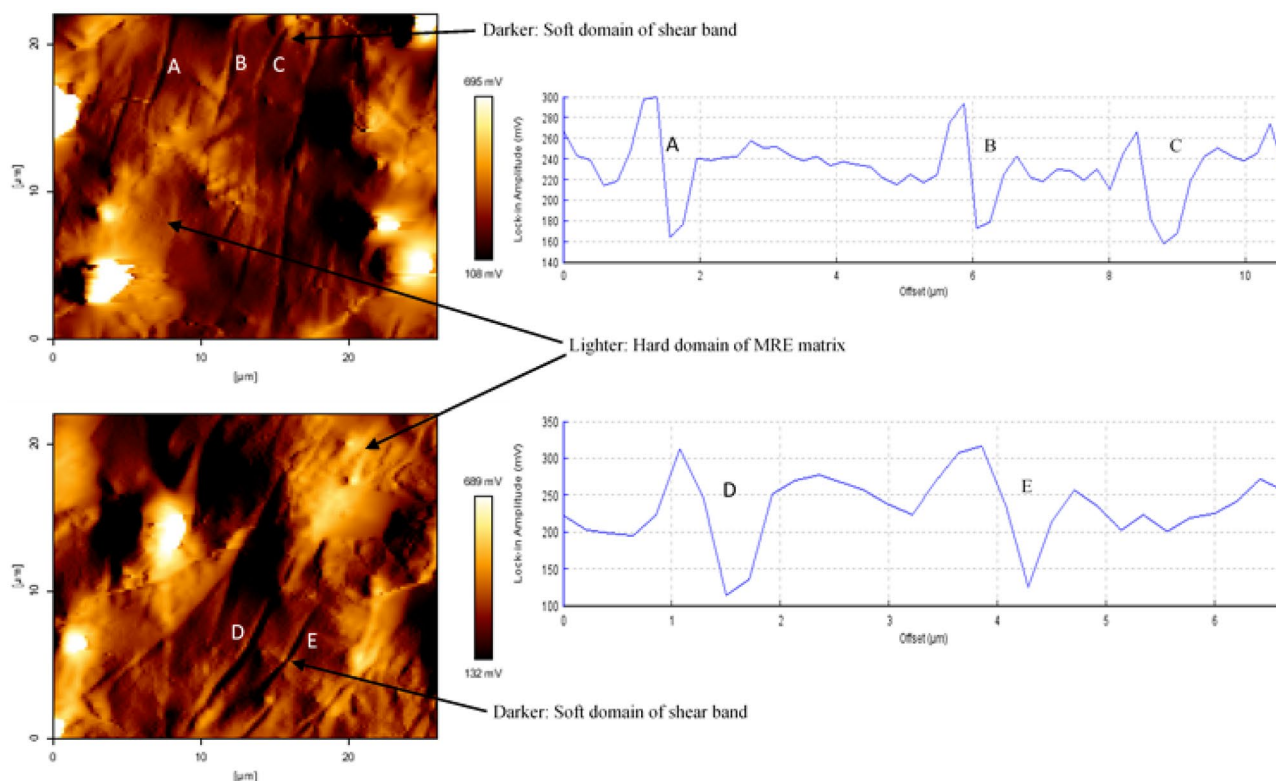 Darker: Soft domain of shear band
20
10
0
[µm]
A
B
C
0
10
20
[µm]
695 mV
Lock-in Amplitude (mV)
108 mV
300
280
260
240
220
200
180
160
140
A
B
C
0
2
4
6
8
10
Offset (µm)
Lighter: Hard domain of MRE matrix
20
10
0
[µm]
D
E
0
10
20
[µm]
689 mV
Lock-in Amplitude (mV)
132 mV
350
300
250
200
150
100
D
E
0
1
2
3
4
5
6
Offset (µm)
Darker: Soft domain of shear band